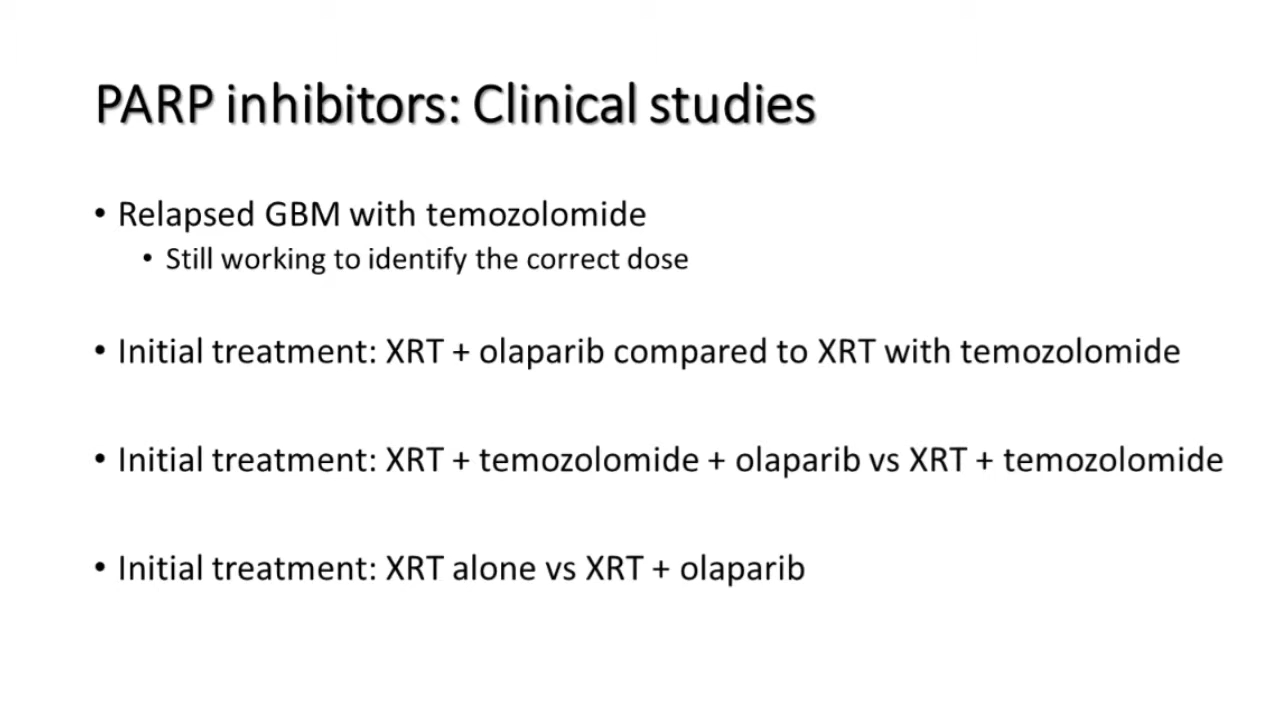 PARP inhibitors: Clinical studies
• Relapsed GBM with temozolomide
• Still working to identify the correct dose
• Initial treatment: XRT + olaparib compared to XRT with temozolomide
• Initial treatment: XRT + temozolomide + olaparib vs XRT + temozolomide
• Initial treatment: XRT alone vs XRT + olaparib